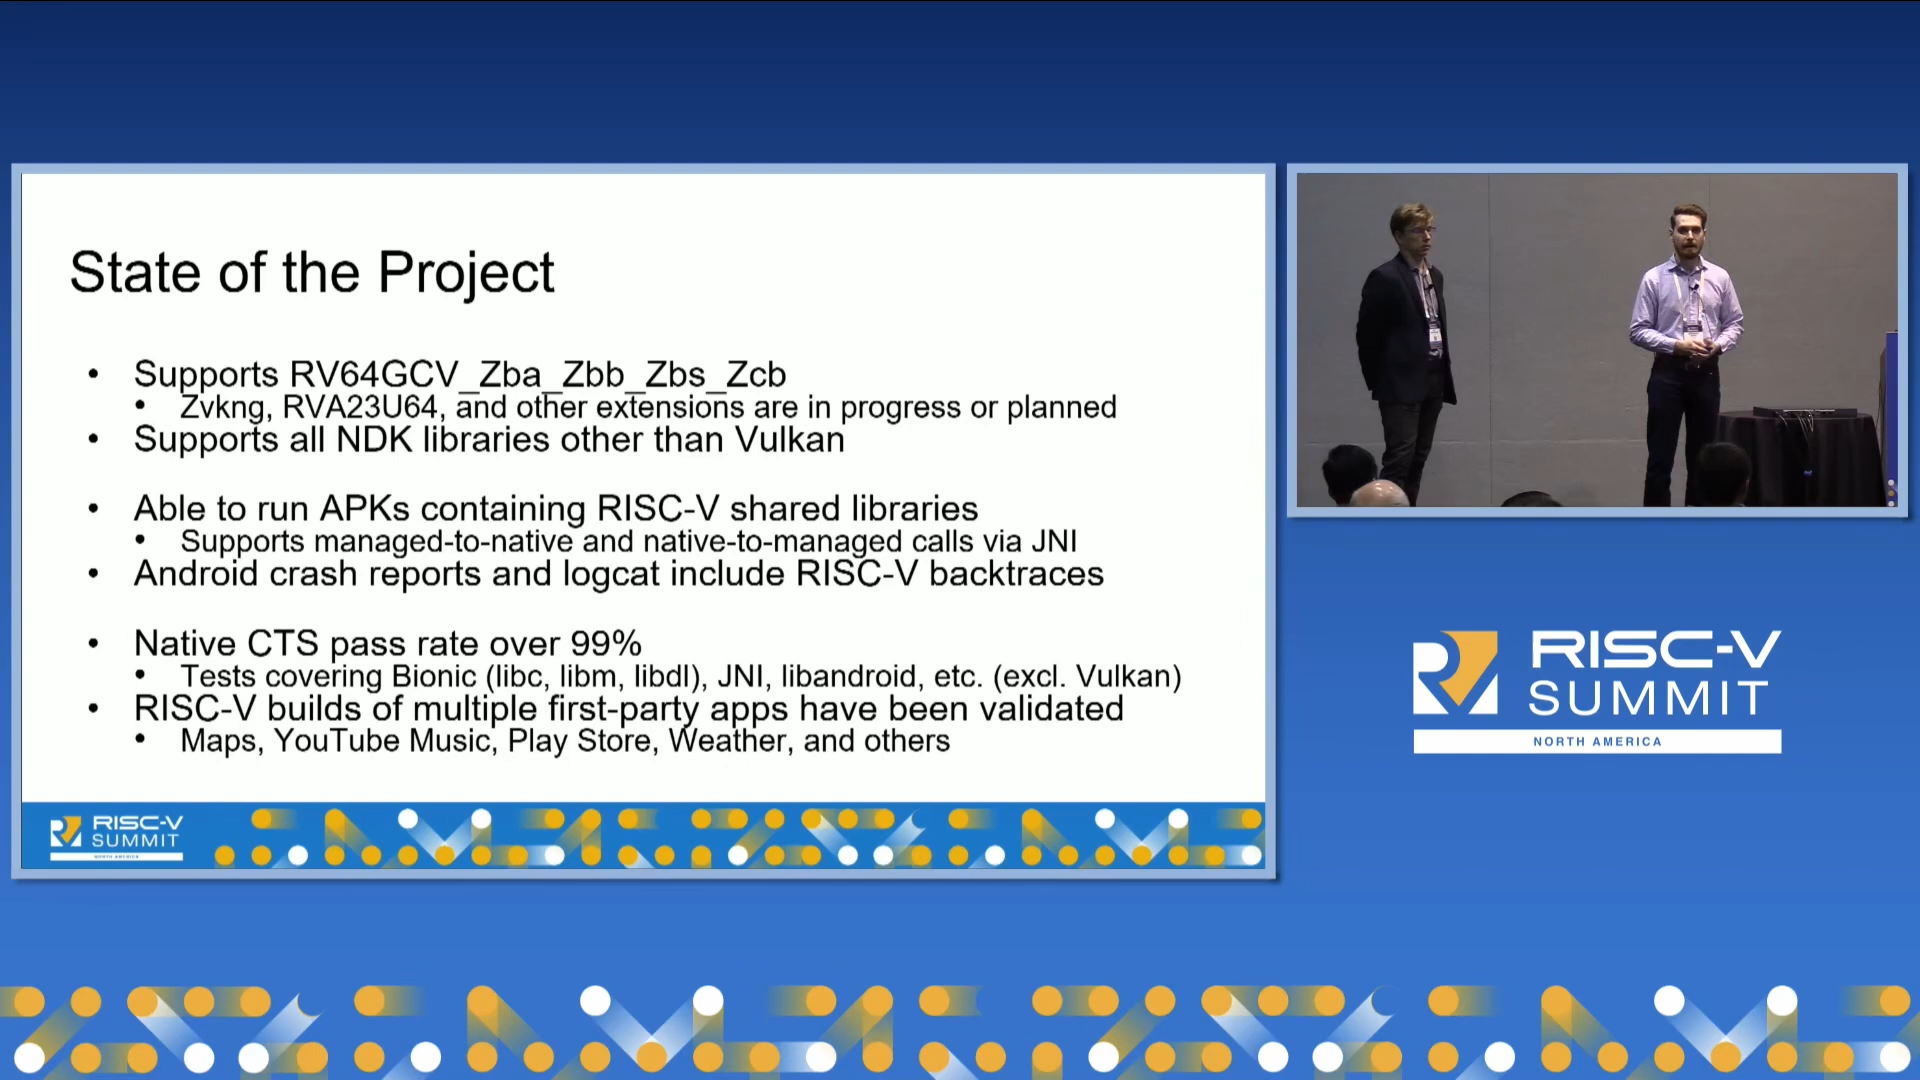 State of the Project
• Supports RV64GCV_Zba_Zbb_Zbs_Zcb
• Zvkng, RVA23U64, and other extensions are in progress or planned
• Supports all NDK libraries other than Vulkan
• Able to run APKs containing RISC-V shared libraries
• Supports managed-to-native and native-to-managed calls via JNI
• Android crash reports and logcat include RISC-V backtraces
• Native CTS pass rate over 99%
• Tests covering Bionic (libc, libm, libdl), JNI, libandroid, etc. (excl. Vulkan)
• RISC-V builds of multiple first-party apps have been validated
• Maps, YouTube Music, Play Store, Weather, and others
RISC-V
SUMMIT
NORTH AMERICA
RISC-V
SUMMIT
NORTH AMERICA